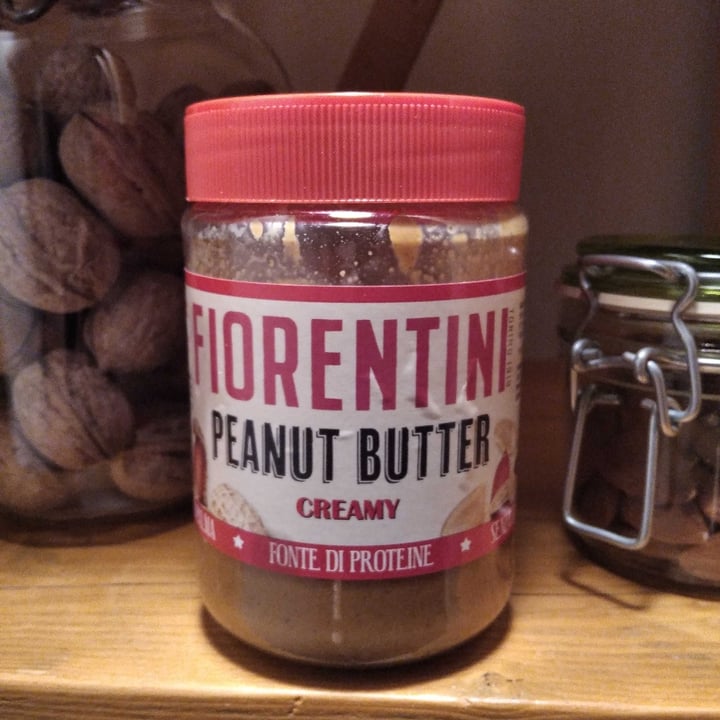 FIORENTINI
PEANUT BUTTER
CREAMY
FONTE DI PROTEINE